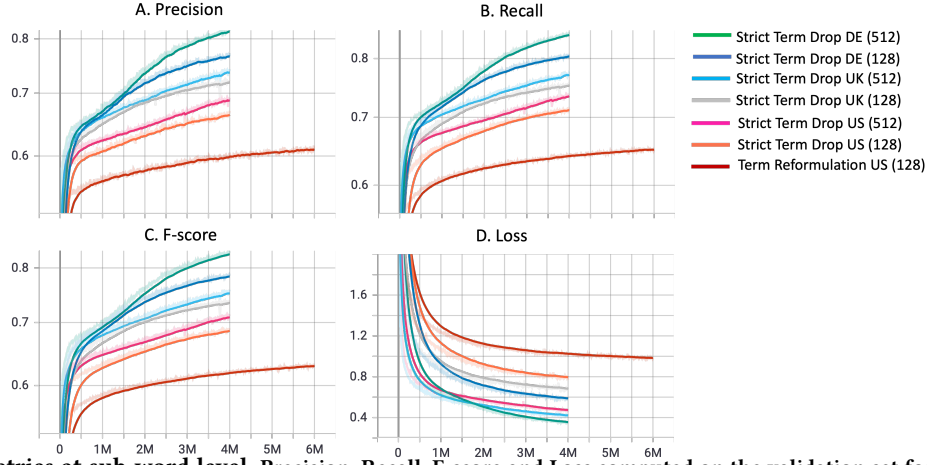 A. Precision
0.8
0.7
0.6
B. Recall
0.8
0.7
0.6
Strict Term Drop DE (512)
Strict Term Drop DE (128)
Strict Term Drop UK (512)
Strict Term Drop UK (128)
Strict Term Drop US (512)
Strict Term Drop US (128)
Term Reformulation US (128)
C. F-score
0.8
0.7
0.6
0 1M 2M 3M 4M 5M 6M
D. Loss
1.6
1.2
0.8
0.4
0 1M 2M 3M 4M 5M 6M
at sub-word level. Precision, Recall, F-score and Loss computed on the validation set